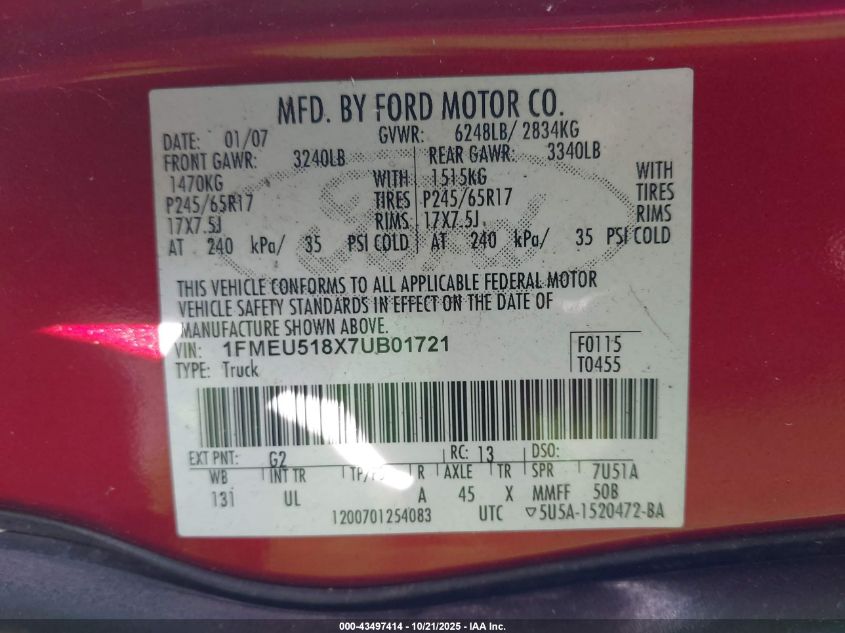 MFD. BY FORD MOTOR CO.
DATE: 01/07 GVWR: 6248LB/ 2834KG
FRONT GAWR: 3240LB REAR GAWR: 3340LB
1470KG WITH 1515KG WITH
P245/65R17 TIRES P245/65R17 TIRES
17X7.5J RIMS 17X7.5J RIMS
AT 240 kPa/ 35 PSI COLD AT 240 kPa/ 35 PSI COLD
THIS VEHICLE CONFORMS TO ALL APPLICABLE FEDERAL MOTOR
VEHICLE SAFETY STANDARDS IN EFFECT ON THE DATE OF
MANUFACTURE SHOWN ABOVE.
VIN: 1FMEU518X7UB01721 F0115
TYPE: Truck T0455
EXT PNT: G2 RC: 13 DSO:
WB INT TR TP/PS R AXLE TR SPR 7U51A
131 UL A 45 X MMFF 50B
1200701254083 UTC ▽5U5A-1520472-BA
000-43497414 - 10/21/2025 - IAA Inc.